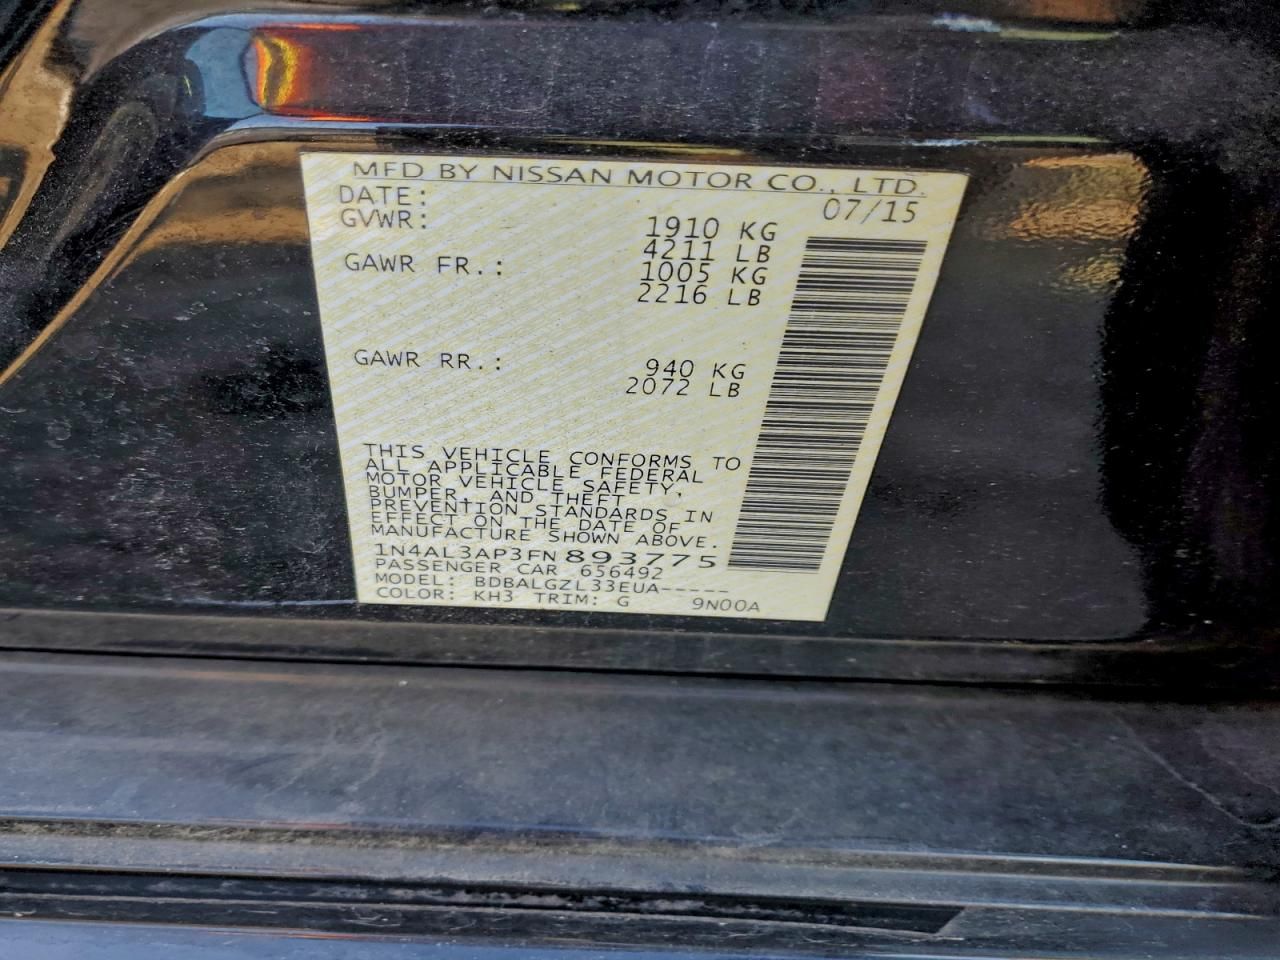 MFD BY NISSAN MOTOR CO., LTD.
DATE: 07/15
GVWR: 1910 KG
4211 LB
GAWR FR.: 1005 KG
2216 LB
GAWR RR.: 940 KG
2072 LB
THIS VEHICLE CONFORMS TO
ALL APPLICABLE FEDERAL
MOTOR VEHICLE SAFETY,
BUMPER, AND THEFT
PREVENTION STANDARDS IN
EFFECT ON THE DATE OF
MANUFACTURE SHOWN ABOVE.
1N4AL3AP3FN893775
PASSENGER CAR 656492
MODEL: BDBALGZL33EUA-----
COLOR: KH3 TRIM: G 9N00A